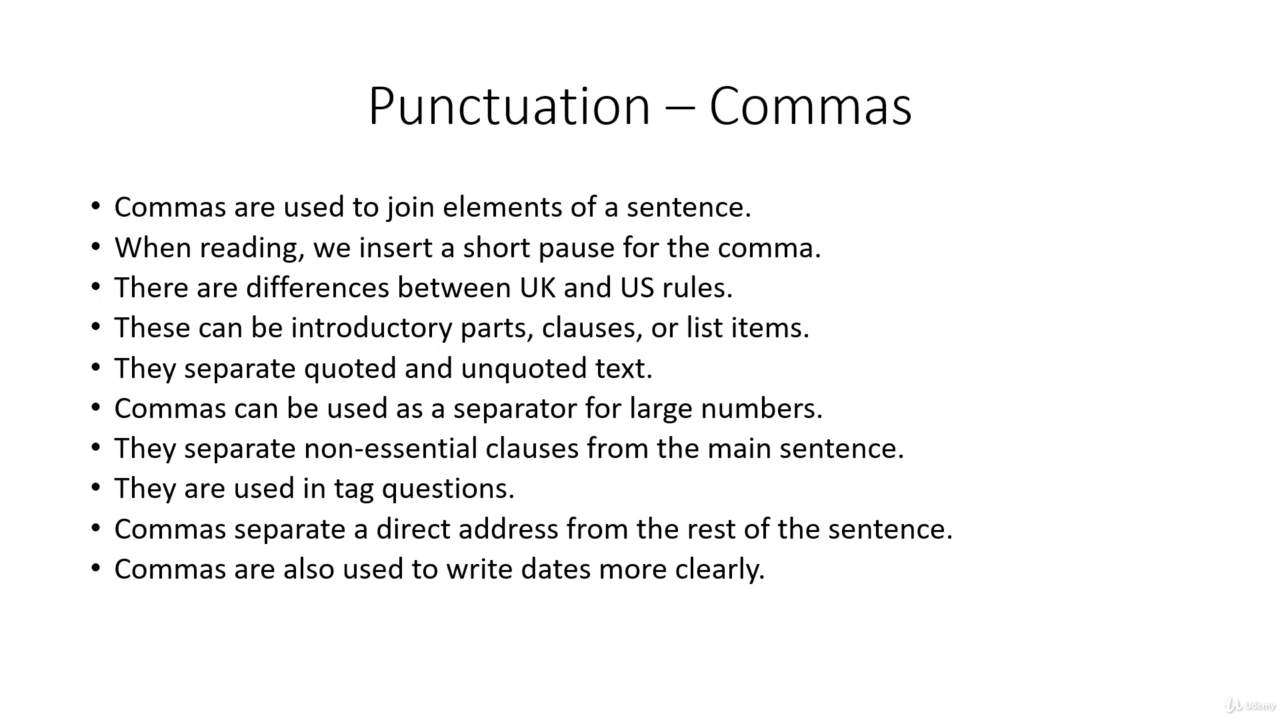 Punctuation – Commas
• Commas are used to join elements of a sentence.
• When reading, we insert a short pause for the comma.
• There are differences between UK and US rules.
• These can be introductory parts, clauses, or list items.
• They separate quoted and unquoted text.
• Commas can be used as a separator for large numbers.
• They separate non-essential clauses from the main sentence.
• They are used in tag questions.
• Commas separate a direct address from the rest of the sentence.
• Commas are also used to write dates more clearly.
Udemy